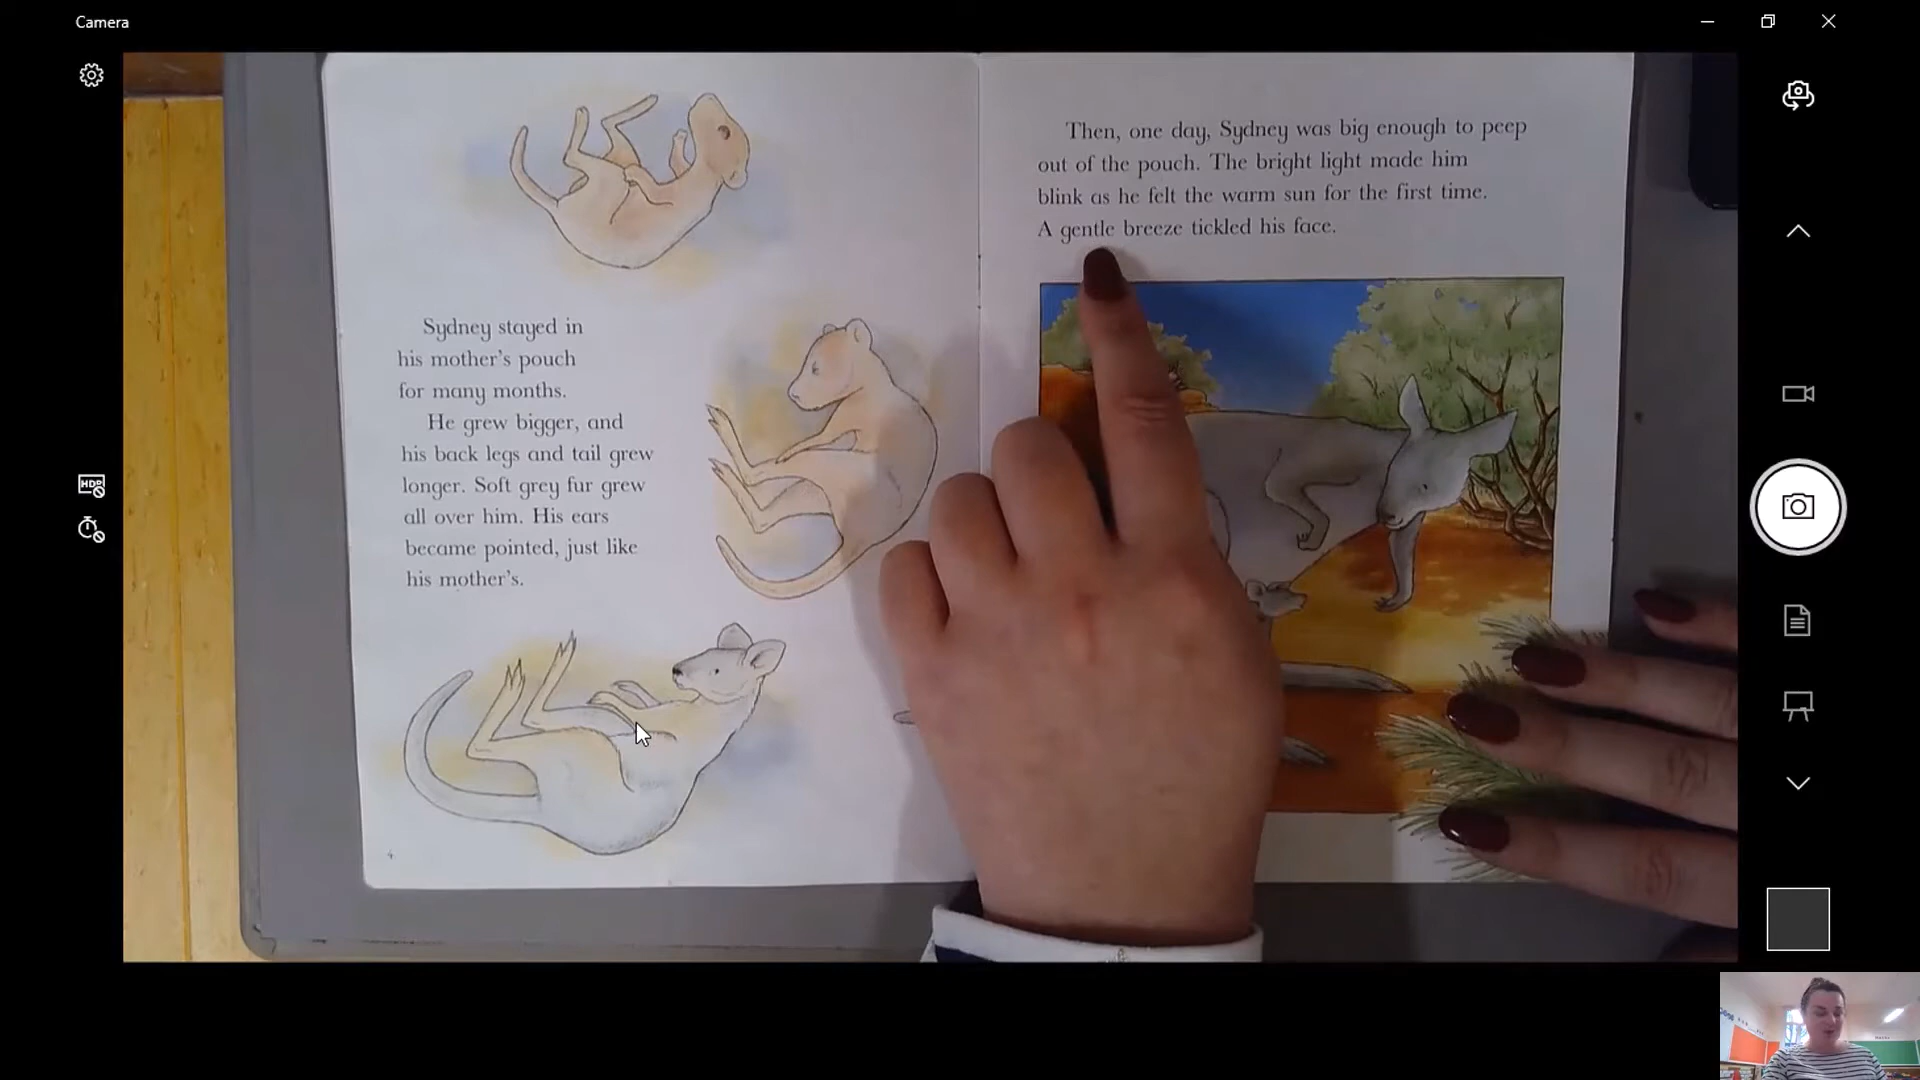 Camera
Sydney stayed in
his mother's pouch
for many months.
He grew bigger, and
his back legs and tail grew
longer. Soft grey fur grew
all over him. His ears
became pointed, just like
his mother's.
4
Then, one day, Sydney was big enough to peep
out of the pouch. The bright light made him
blink as he felt the warm sun for the first time.
A gentle breeze tickled his face.
HDR